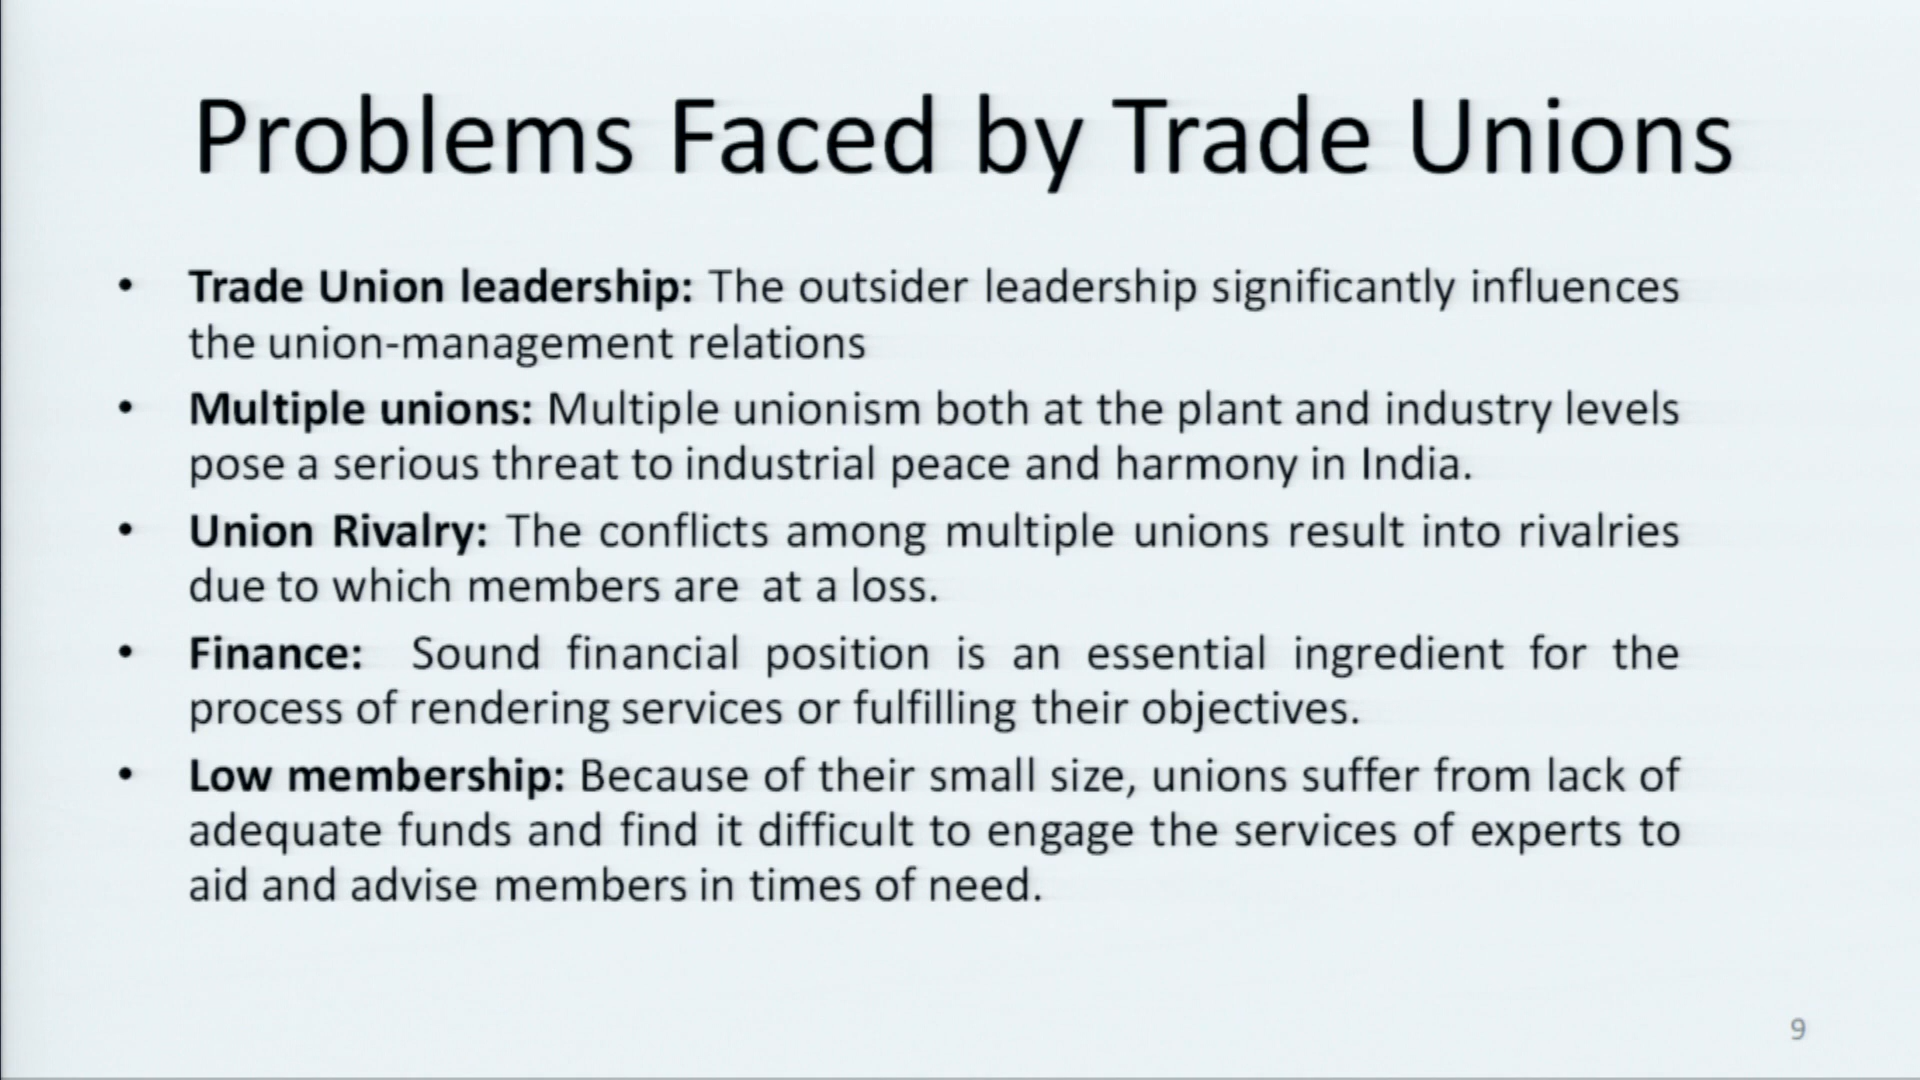 Problems Faced by Trade Unions
• Trade Union leadership: The outsider leadership significantly influences
the union-management relations
• Multiple unions: Multiple unionism both at the plant and industry levels
pose a serious threat to industrial peace and harmony in India.
• Union Rivalry: The conflicts among multiple unions result into rivalries
due to which members are at a loss.
• Finance: Sound financial position is an essential ingredient for the
process of rendering services or fulfilling their objectives.
• Low membership: Because of their small size, unions suffer from lack of
adequate funds and find it difficult to engage the services of experts to
aid and advise members in times of need.
9